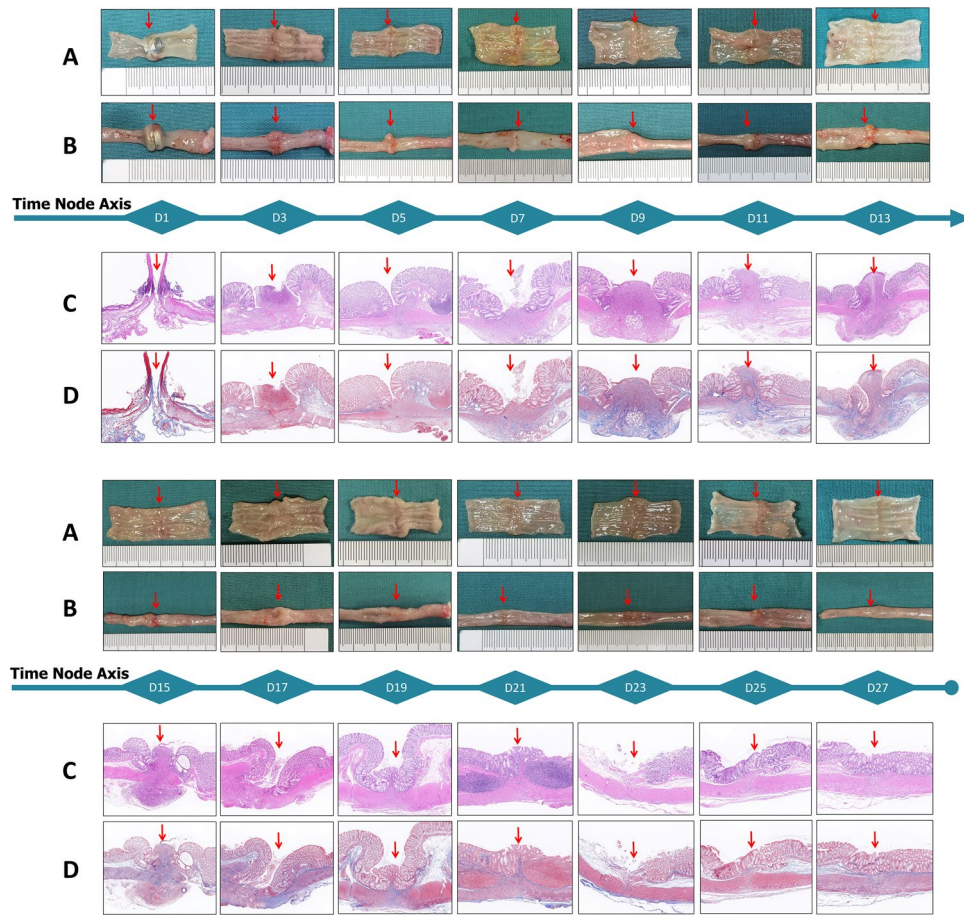 A
B
Time Node Axis
D1 D3 D5 D7 D9 D11 D13
C
D
A
B
Time Node Axis
D15 D17 D19 D21 D23 D25 D27
C
D